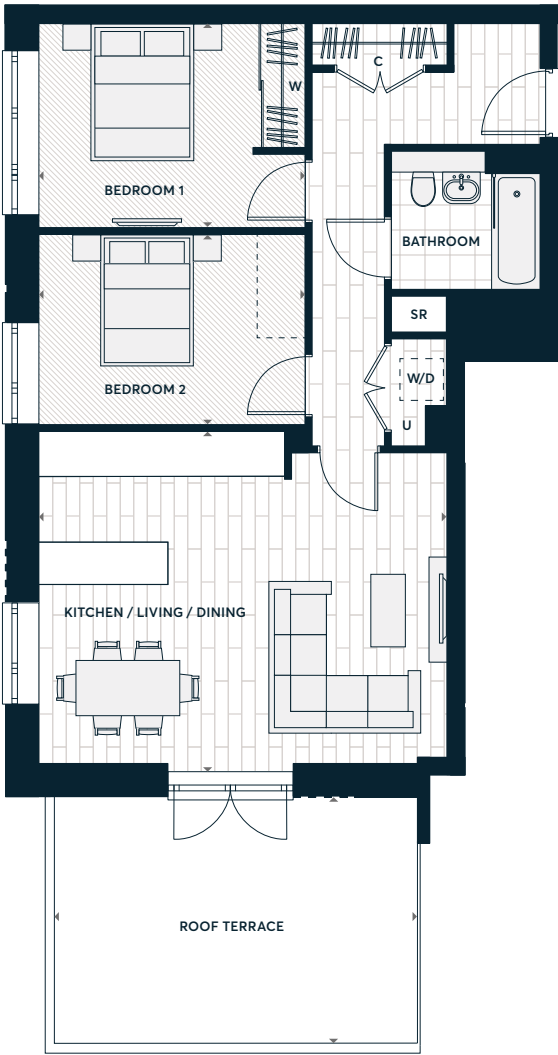 C
W
BEDROOM 1
BATHROOM
SR
W/D
BEDROOM 2
U
KITCHEN / LIVING / DINING
ROOF TERRACE